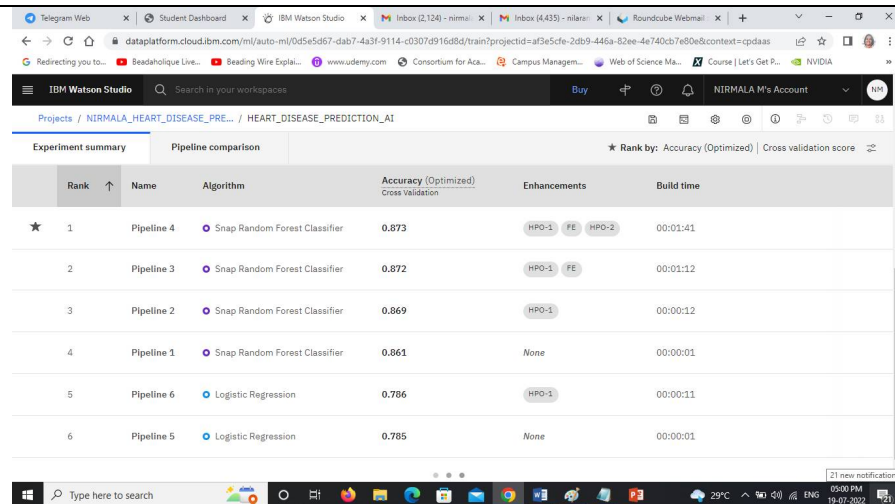 Telegram Web
Student Dashboard
IBM Watson Studio
Inbox (2,124) - nirmal
Inbox (4,435) - nilaran
Roundcube Webmail
dataplatform.cloud.ibm.com/ml/auto-ml/0d5e5d67-dab7-4a3f-9114-c0307d916d8d/train?projectid=af3e5cfe-2db9-446a-82ee-4e740cb7e80e&context=cpdaas
Redirecting you to... Beadaholique Live... Beading Wire Explai... www.udemy.com Consortium for Aca... Campus Managem... Web of Science Ma... Course | Let's Get P... NVIDIA
IBM Watson Studio Search in your workspaces Buy NIRMALA M's Account NM
Projects / NIRMALA_HEART_DISEASE_PRE... / HEART_DISEASE_PREDICTION_AI
Experiment summary Pipeline comparison ★ Rank by: Accuracy (Optimized) | Cross validation score
Rank ↑ Name Algorithm Accuracy (Optimized) Enhancements Build time
Cross Validation
★ 1 Pipeline 4 Snap Random Forest Classifier 0.873 HPO-1 FE HPO-2 00:01:41
2 Pipeline 3 Snap Random Forest Classifier 0.872 HPO-1 FE 00:01:12
3 Pipeline 2 Snap Random Forest Classifier 0.869 HPO-1 00:00:12
4 Pipeline 1 Snap Random Forest Classifier 0.861 None 00:00:01
5 Pipeline 6 Logistic Regression 0.786 HPO-1 00:00:11
6 Pipeline 5 Logistic Regression 0.785 None 00:00:01
21 new notification
Type here to search 29°C ENG 05:00 PM
19-07-2022